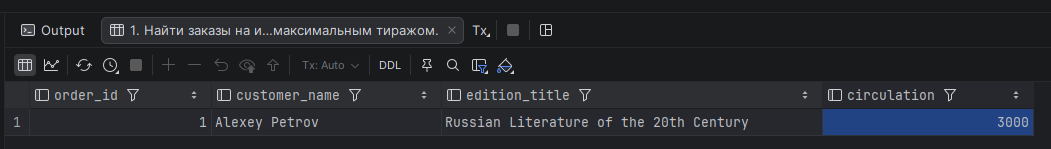 Output 1. Найти заказы на и...максимальным тиражом. × Tx
Tx: Auto DDL
order_id customer_name edition_title circulation
1 1 Alexey Petrov Russian Literature of the 20th Century 3000